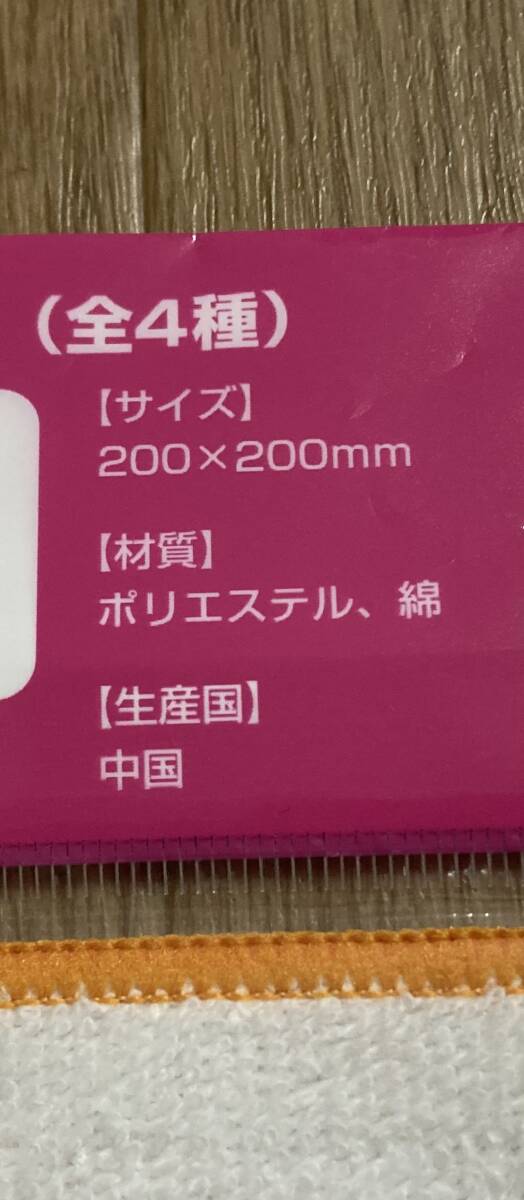 （全4種）
【サイズ】
200×200mm
【材質】
ポリエステル、綿
【生産国】
中国